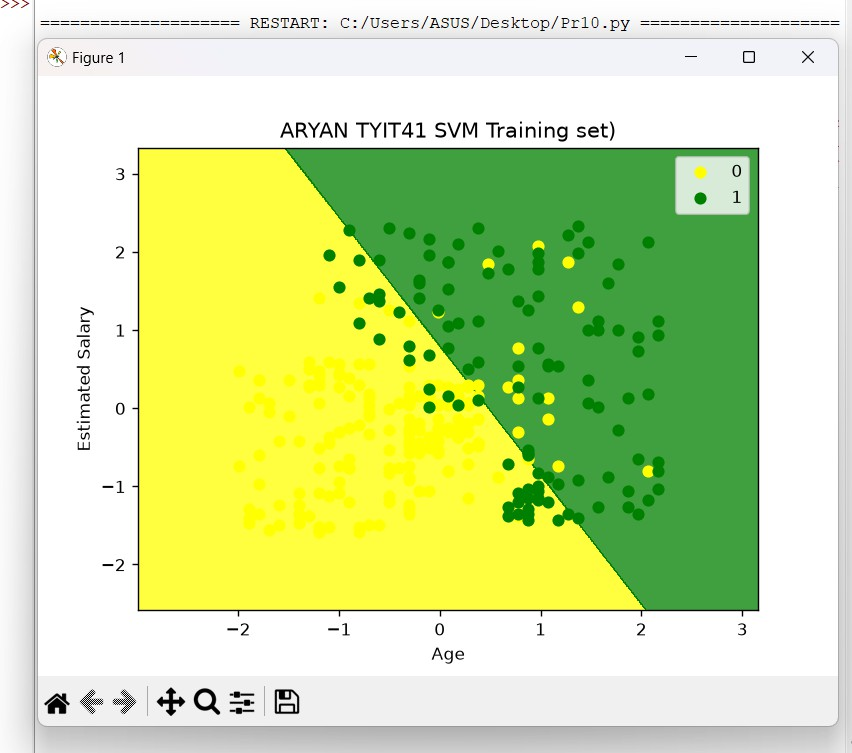 >>>
==================== RESTART: C:/Users/ASUS/Desktop/Pr10.py ====================
Figure 1
ARYAN TYIT41 SVM Training set)
0
1
3
2
1
0
−1
−2
Estimated Salary
−2 −1 0 1 2 3
Age